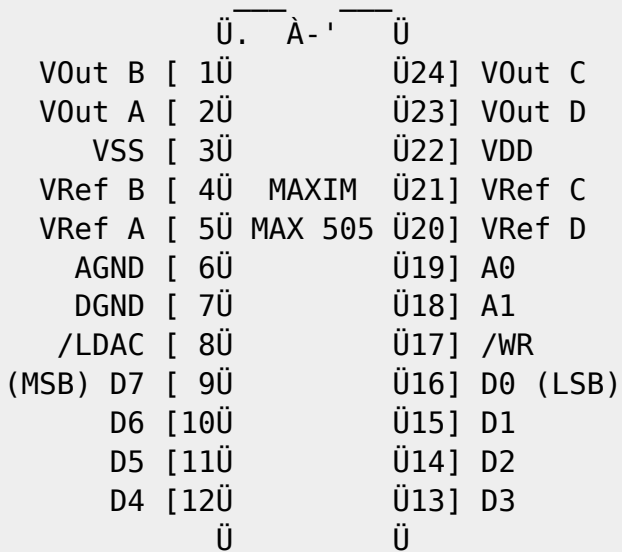 ___   ___
Ü.  À-'   Ü
VOut B [ 1Ü         Ü24] VOut C
VOut A [ 2Ü         Ü23] VOut D
VSS [ 3Ü         Ü22] VDD
VRef B [ 4Ü  MAXIM  Ü21] VRef C
VRef A [ 5Ü MAX 505 Ü20] VRef D
AGND [ 6Ü         Ü19] A0
DGND [ 7Ü         Ü18] A1
/LDAC [ 8Ü         Ü17] /WR
(MSB) D7 [ 9Ü         Ü16] D0 (LSB)
D6 [10Ü         Ü15] D1
D5 [11Ü         Ü14] D2
D4 [12Ü         Ü13] D3
Ü         Ü